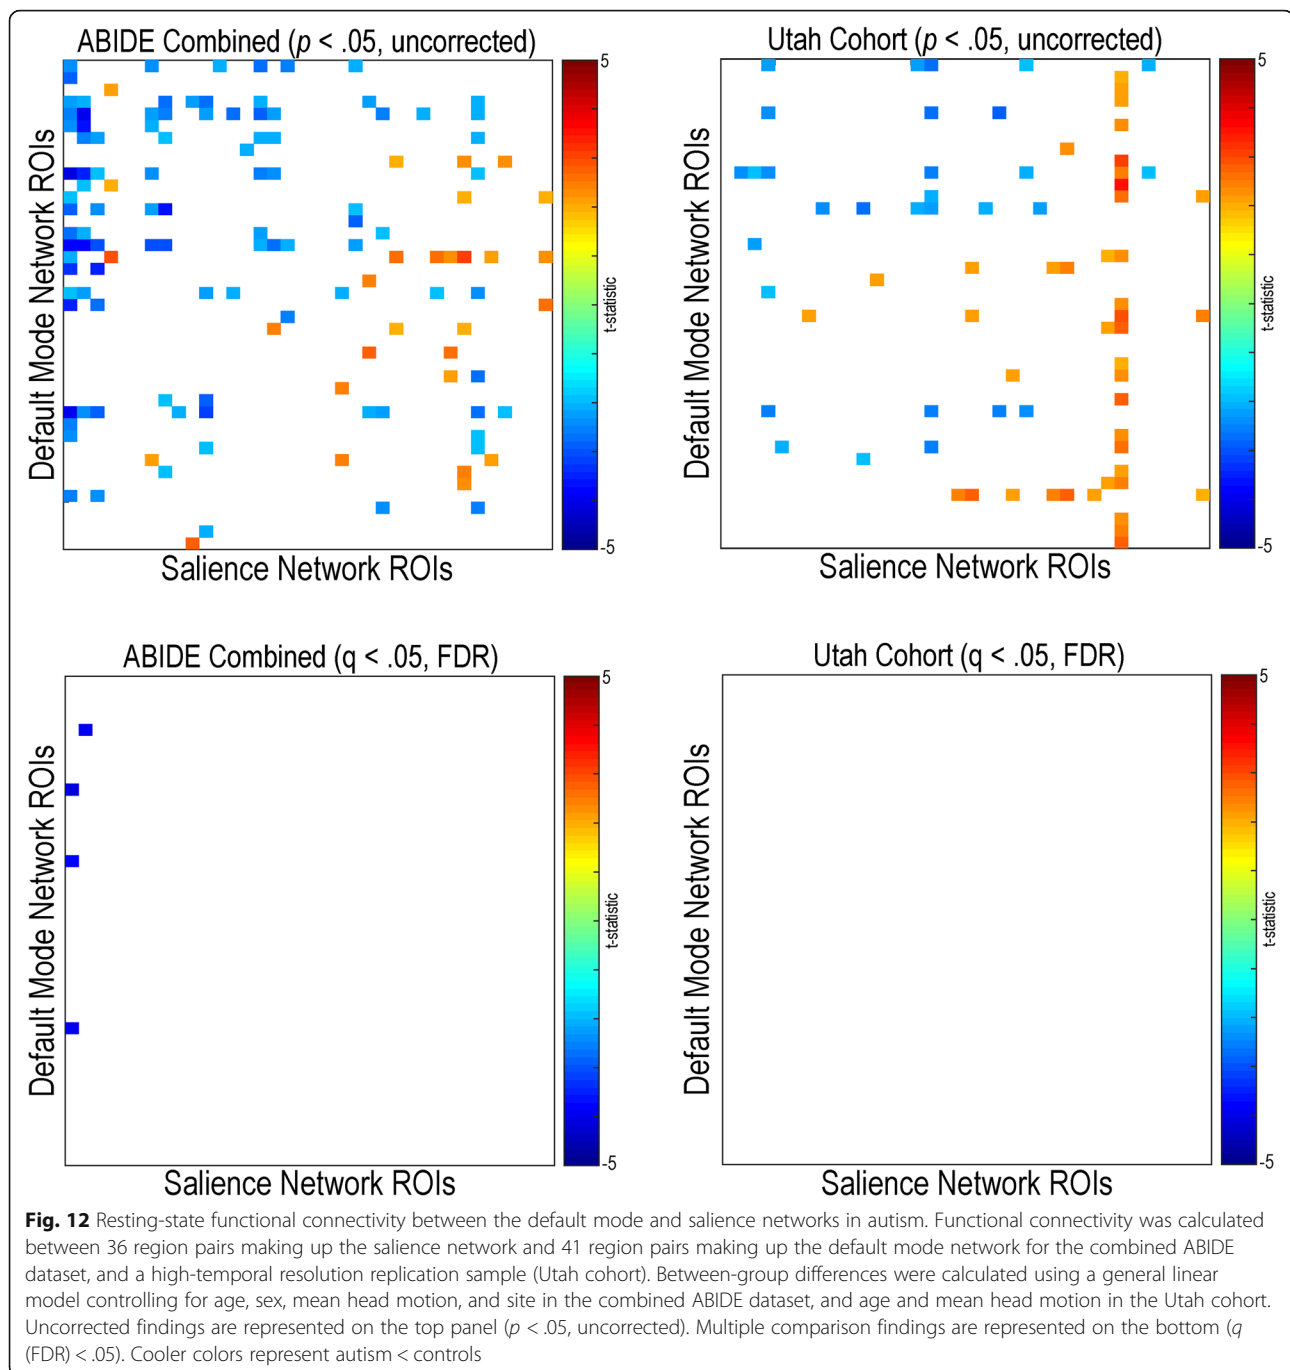 ABIDE Combined (p < .05, uncorrected)
5
t-statistic
-5
Default Mode Network ROIs
Salience Network ROIs
Utah Cohort (p < .05, uncorrected)
5
t-statistic
-5
Default Mode Network ROIs
Salience Network ROIs
ABIDE Combined (q < .05, FDR)
5
t-statistic
-5
Default Mode Network ROIs
Salience Network ROIs
Utah Cohort (q < .05, FDR)
5
t-statistic
-5
Default Mode Network ROIs
Salience Network ROIs
Fig. 12 Resting-state functional connectivity between the default mode and salience networks in autism. Functional connectivity was calculated
between 36 region pairs making up the salience network and 41 region pairs making up the default mode network for the combined ABIDE
dataset, and a high-temporal resolution replication sample (Utah cohort). Between-group differences were calculated using a general linear
model controlling for age, sex, mean head motion, and site in the combined ABIDE dataset, and age and mean head motion in the Utah cohort.
Uncorrected findings are represented on the top panel (p < .05, uncorrected). Multiple comparison findings are represented on the bottom (q
(FDR) < .05). Cooler colors represent autism < controls